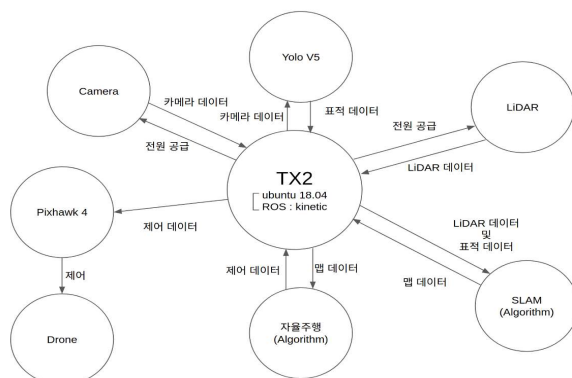 Yolo V5
Camera
LiDAR
카메라 데이터
카메라 데이터
표적 데이터
전원 공급
전원 공급
LiDAR 데이터
TX2
ubuntu 18.04
ROS : kinetic
Pixhawk 4
제어 데이터
LiDAR 데이터
및
표적 데이터
제어
제어 데이터
맵 데이터
맵 데이터
SLAM
(Algorithm)
자율주행
(Algorithm)
Drone